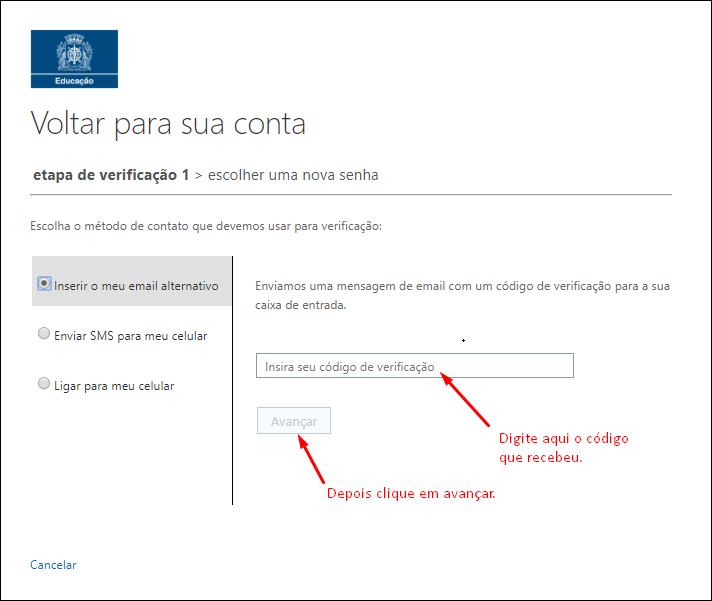 Educação
Voltar para sua conta
etapa de verificação 1 > escolher uma nova senha
Escolha o método de contato que devemos usar para verificação:
Inserir o meu email alternativo
Enviar SMS para meu celular
Ligar para meu celular
Enviamos uma mensagem de email com um código de verificação para a sua
caixa de entrada.
Insira seu código de verificação
Avançar
Digite aqui o código
que recebeu.
Depois clique em avançar.
Cancelar